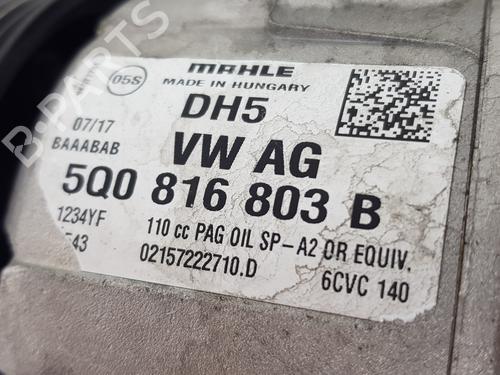 05S
MAHLE
MADE IN HUNGARY
07/17
DH5
BAAABAB
VW AG
5Q0 816 803 B
1234YF
110 cc PAG OIL SP-A2 OR EQUIV.
E43
02157222710.D
6CVC 140
B-PARTS